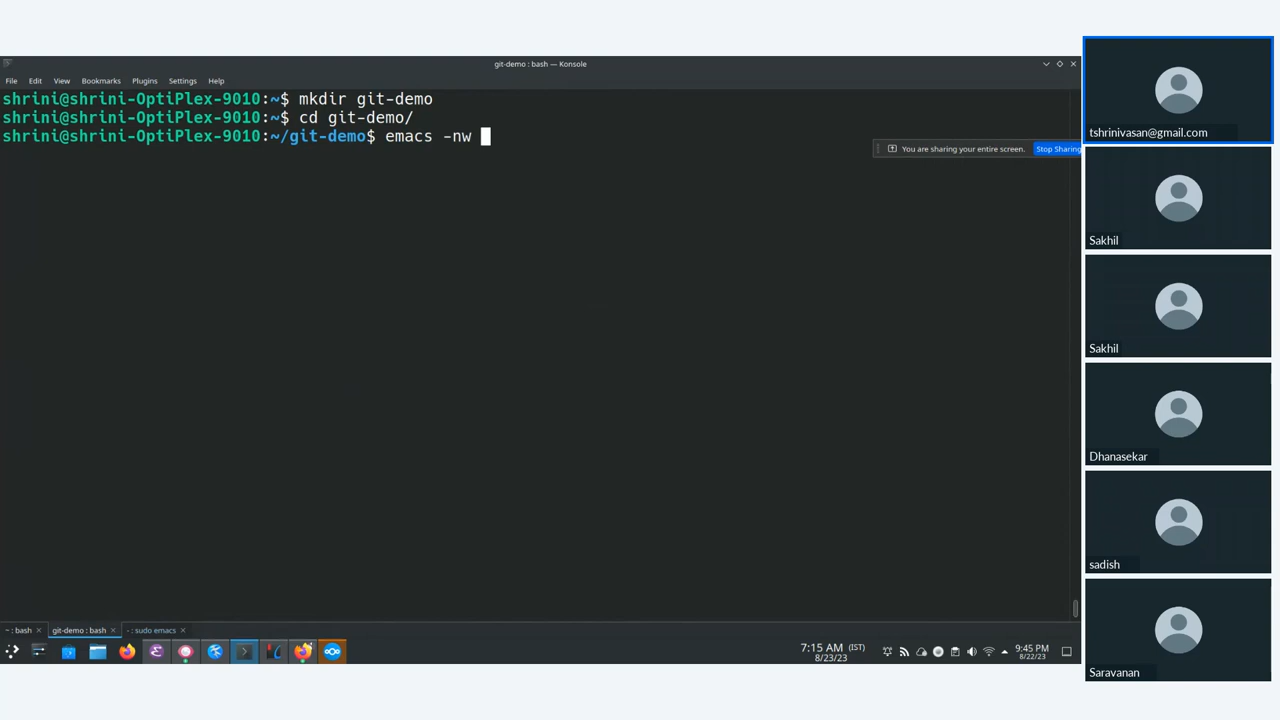 git-demo : bash — Konsole
File Edit View Bookmarks Plugins Settings Help
shrini@shrini-OptiPlex-9010:~$ mkdir git-demo
shrini@shrini-OptiPlex-9010:~$ cd git-demo/
shrini@shrini-OptiPlex-9010:~/git-demo$ emacs -nw
You are sharing your entire screen. Stop Sharing
tshrinivasan@gmail.com
Sakhil
Sakhil
Dhanasekar
sadish
Saravanan
~ : bash git-demo : bash ~ : sudo emacs
7:15 AM (IST)
8/23/23
9:45 PM
8/22/23